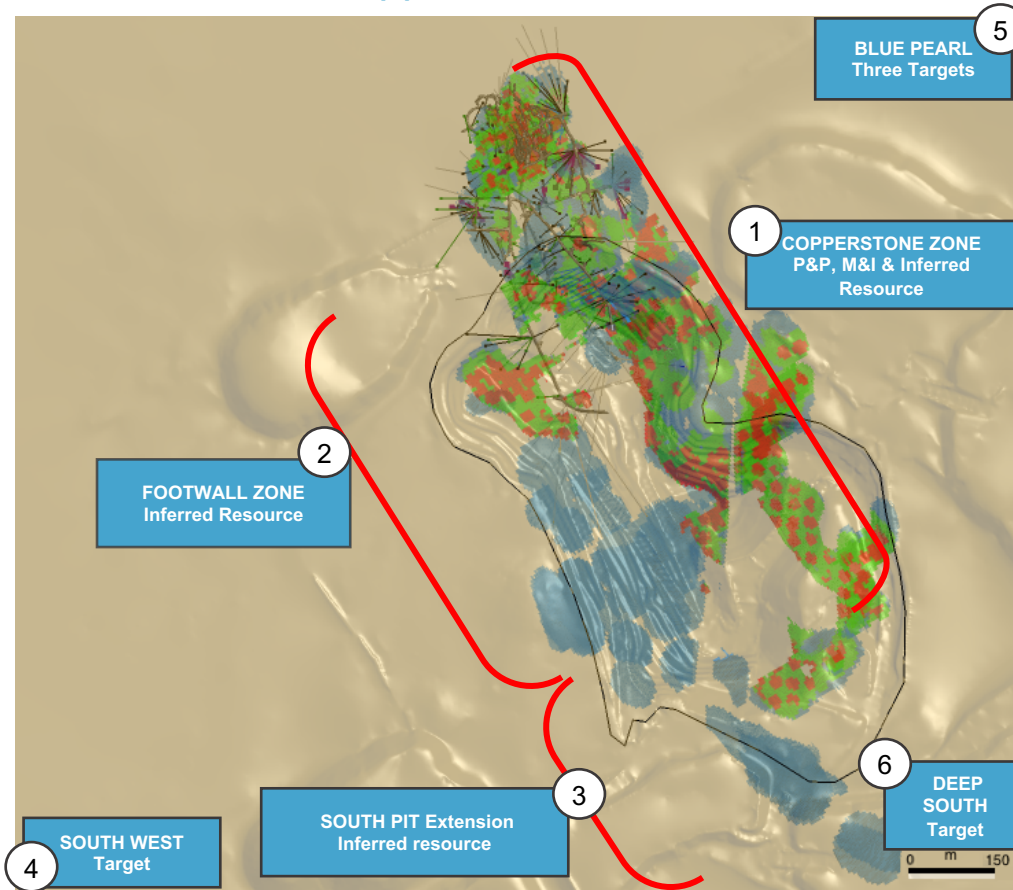 5
BLUE PEARL
Three Targets
1
COPPERSTONE ZONE
P&P, M&I & Inferred
Resource
2
FOOTWALL ZONE
Inferred Resource
3
SOUTH PIT Extension
Inferred resource
6
DEEP
SOUTH
Target
4
SOUTH WEST
Target
m
0 150